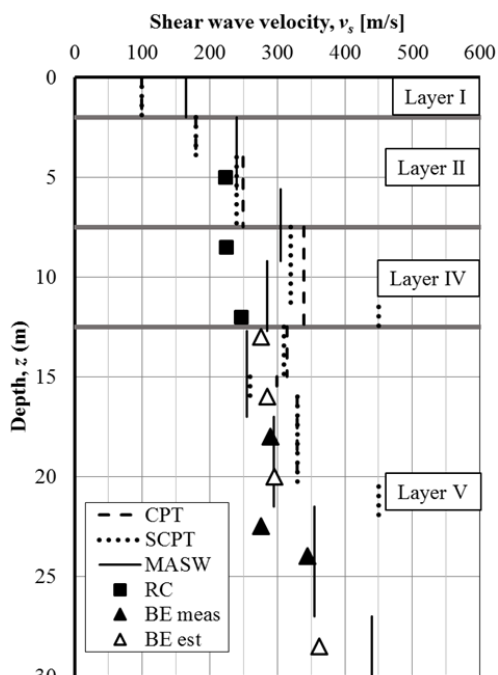 Shear wave velocity, vs [m/s]
0 100 200 300 400 500 600
0
Layer I
Layer II
5
Layer IV
10
Depth, z (m)
15
20
Layer V
CPT
SCPT
MASW
RC
BE meas
BE est
25
30